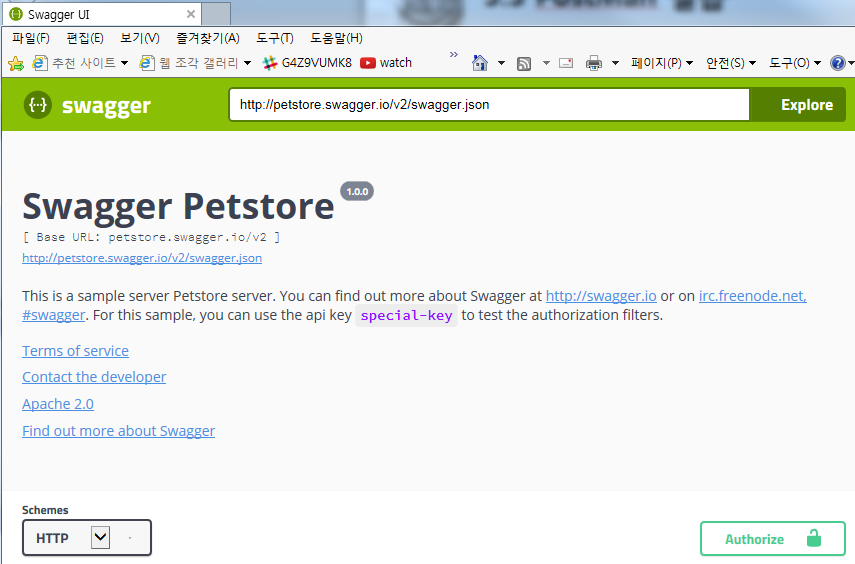 Swagger UI
파일(F) 편집(E) 보기(V) 즐겨찾기(A) 도구(T) 도움말(H)
추천 사이트 웹 조각 갤러리 G4Z9VUMK8 watch » 페이지(P) 안전(S) 도구(O)
{··} swagger http://petstore.swagger.io/v2/swagger.json Explore
Swagger Petstore 1.0.0
[ Base URL: petstore.swagger.io/v2 ]
http://petstore.swagger.io/v2/swagger.json
This is a sample server Petstore server. You can find out more about Swagger at http://swagger.io or on irc.freenode.net,
#swagger. For this sample, you can use the api key special-key to test the authorization filters.
Terms of service
Contact the developer
Apache 2.0
Find out more about Swagger
Schemes
HTTP
Authorize